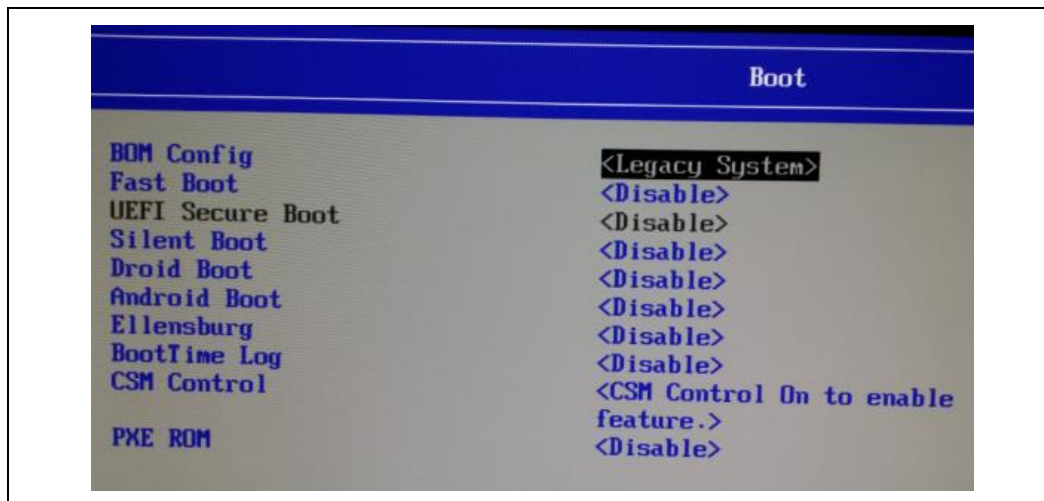 Boot
BOM Config <Legacy System>
Fast Boot <Disable>
UEFI Secure Boot <Disable>
Silent Boot <Disable>
Droid Boot <Disable>
Android Boot <Disable>
Ellensburg <Disable>
BootTime Log <Disable>
CSM Control <CSM Control On to enable
feature.>
PXE ROM <Disable>